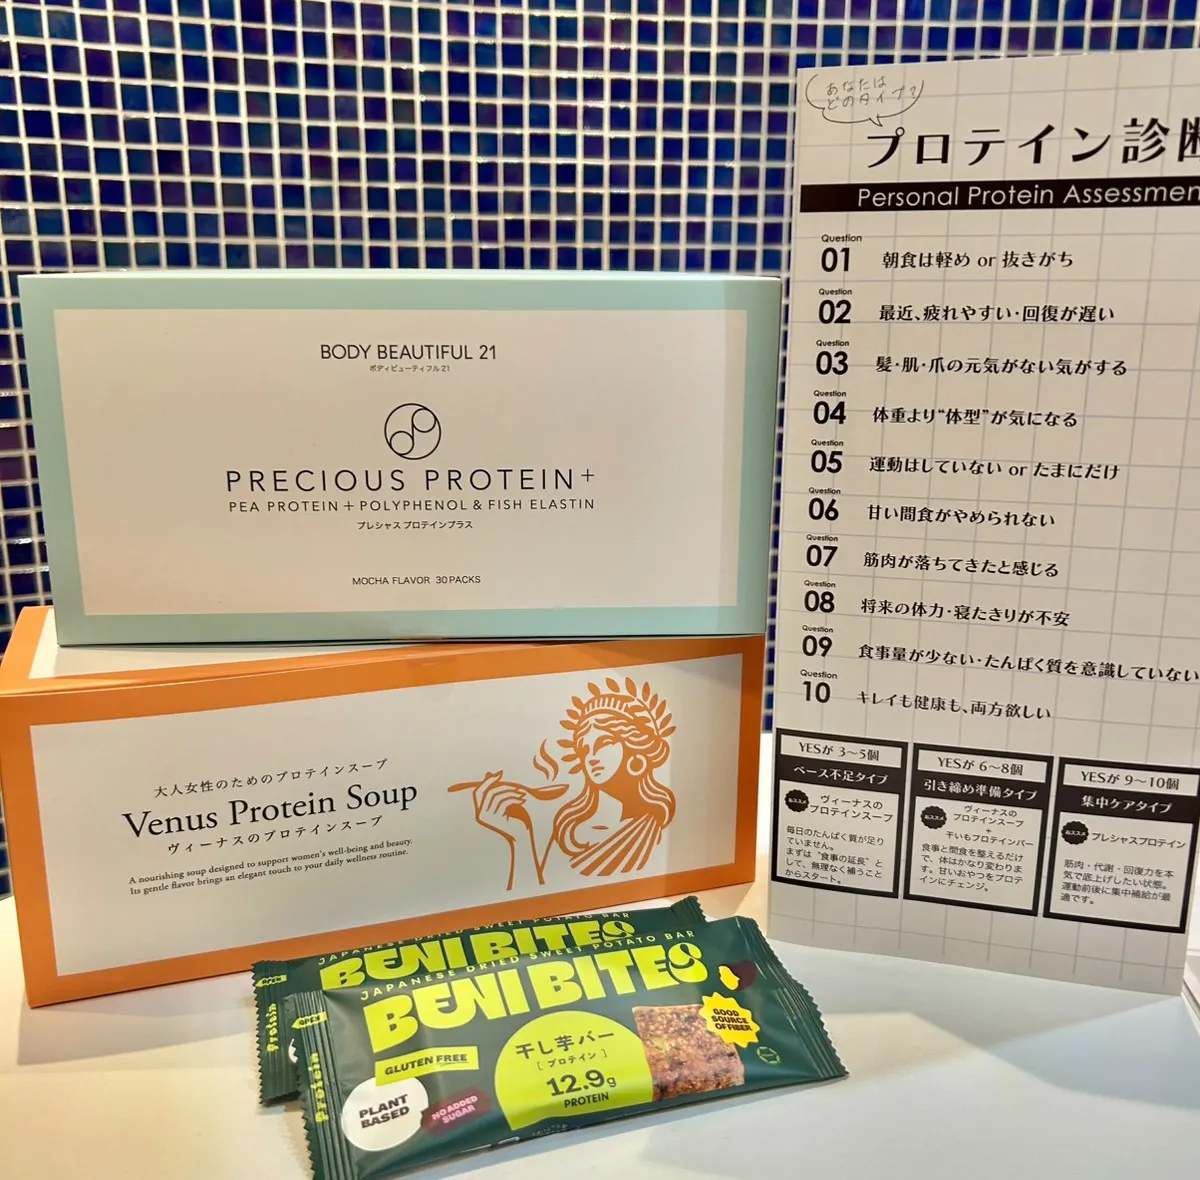 BODY BEAUTIFUL 21
ボディビューティフル21
PRECIOUS PROTEIN+
PEA PROTEIN+POLYPHENOL & FISH ELASTIN
プレシャス プロテインプラス
MOCHA FLAVOR 30PACKS
大人女性のためのプロテインスープ
Venus Protein Soup
ヴィーナスのプロテインスープ
A nourishing soup designed to support women's well-being and beauty.
Its gentle flavor brings an elegant touch to your daily wellness routine.
JAPANESE DRIED SWEET POTATO BAR
BENI BITES
OPEN
Protein
JAPANESE DRIED SWEET POTATO BAR
BENI BITES
OPEN
Protein
GLUTEN FREE
PLANT
BASED
NO ADDED
SUGAR
干し芋バー
[プロテイン]
12.9g
PROTEIN
GOOD
SOURCE
OF FIBER
あなたは
どのタイプ?
プロテイン診断
Personal Protein Assessmen
Question
01 朝食は軽め or 抜きがち
Question
02 最近、疲れやすい・回復が遅い
Question
03 髪・肌・爪の元気がない気がする
Question
04 体重より“体型”が気になる
Question
05 運動はしていない or たまにだけ
Question
06 甘い間食がやめられない
Question
07 筋肉が落ちてきたと感じる
Question
08 将来の体力・寝たきりが不安
Question
09 食事量が少ない・たんぱく質を意識していない
Question
10 キレイも健康も、両方欲しい
YESが 3〜5個
ベース不足タイプ
おススメ
ヴィーナスの
プロテインスープ
毎日のたんぱく質が足り
ていません。
まずは“食事の延長”と
して、無理なく補うこと
からスタート。
YESが 6〜8個
引き締め準備タイプ
おススメ
ヴィーナスの
プロテインスープ
+
干いもプロテインバー
食事と間食を整えるだけ
で、体はかなり変わりま
す。甘いおやつをプロテ
インにチェンジ。
YESが 9〜10個
集中ケアタイプ
おススメ
プレシャスプロテイン
筋肉・代謝・回復力を本
気で底上げしたい状態。
運動前後に集中補給が最
適です。